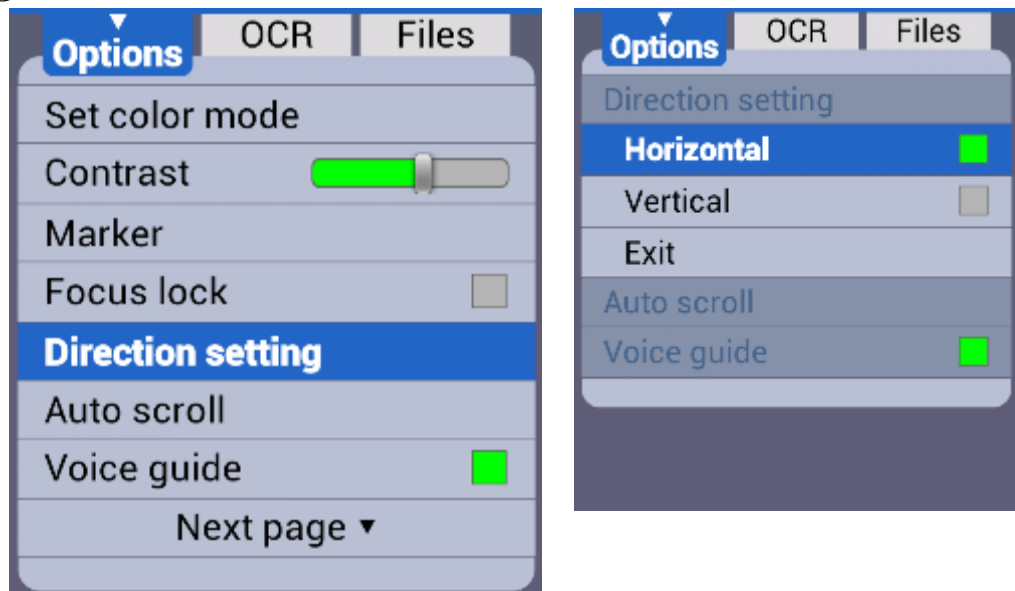 Options OCR Files
Set color mode
Contrast
Marker
Focus lock
Direction setting
Auto scroll
Voice guide
Next page ▼
Options OCR Files
Direction setting
Horizontal
Vertical
Exit
Auto scroll
Voice guide